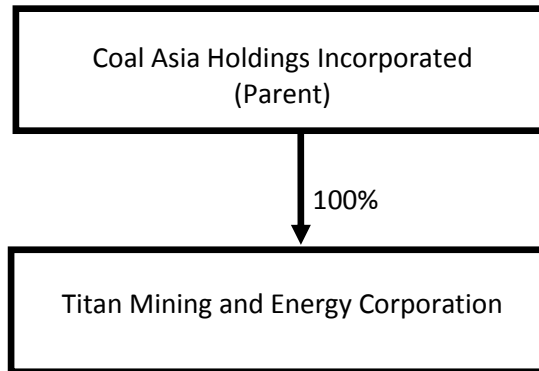 Coal Asia Holdings Incorporated
(Parent)
100%
Titan Mining and Energy Corporation